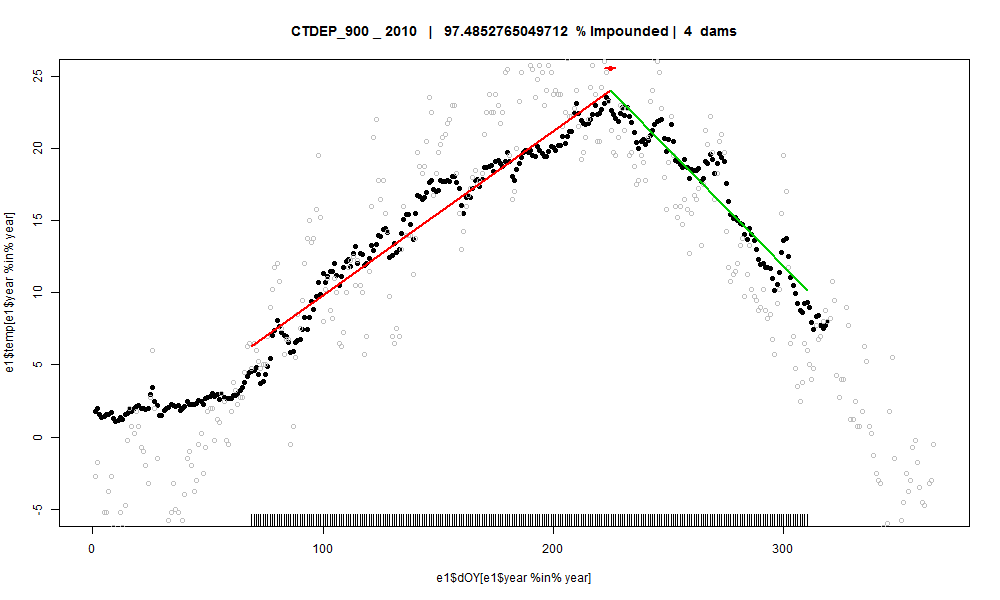 CTDEP_900 _ 2010 | 97.4852765049712 % Impounded | 4 dams
e1$temp[e1$year %in% year]
25
20
15
10
5
0
-5
0 100 200 300
e1$dOY[e1$year %in% year]